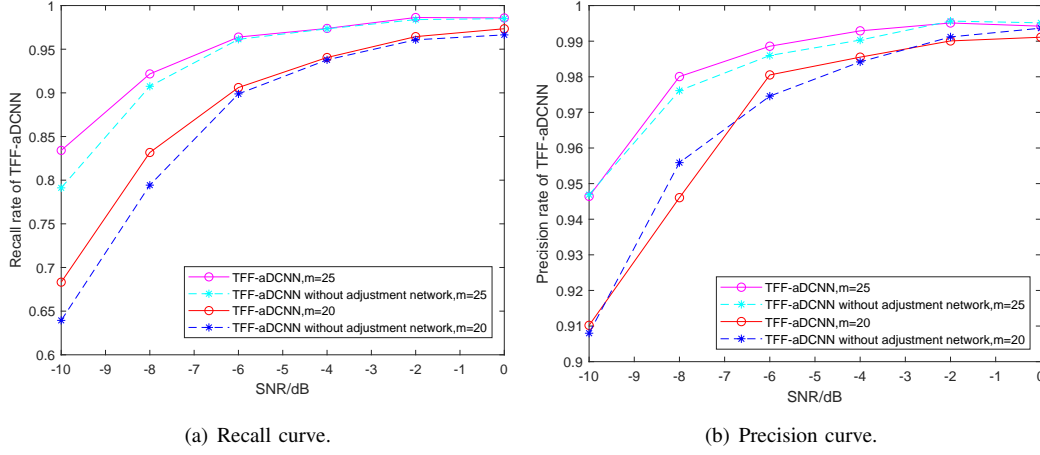 Recall rate of TFF-aDCNN
1
0.95
0.9
0.85
0.8
0.75
0.7
0.65
0.6
-10 -9 -8 -7 -6 -5 -4 -3 -2 -1 0
SNR/dB
TFF-aDCNN,m=25
TFF-aDCNN without adjustment network,m=25
TFF-aDCNN,m=20
TFF-aDCNN without adjustment network,m=20
(a) Recall curve.
Precision rate of TFF-aDCNN
1
0.99
0.98
0.97
0.96
0.95
0.94
0.93
0.92
0.91
0.9
-10 -9 -8 -7 -6 -5 -4 -3 -2 -1 0
SNR/dB
TFF-aDCNN,m=25
TFF-aDCNN without adjustment network,m=25
TFF-aDCNN,m=20
TFF-aDCNN without adjustment network,m=20
(b) Precision curve.